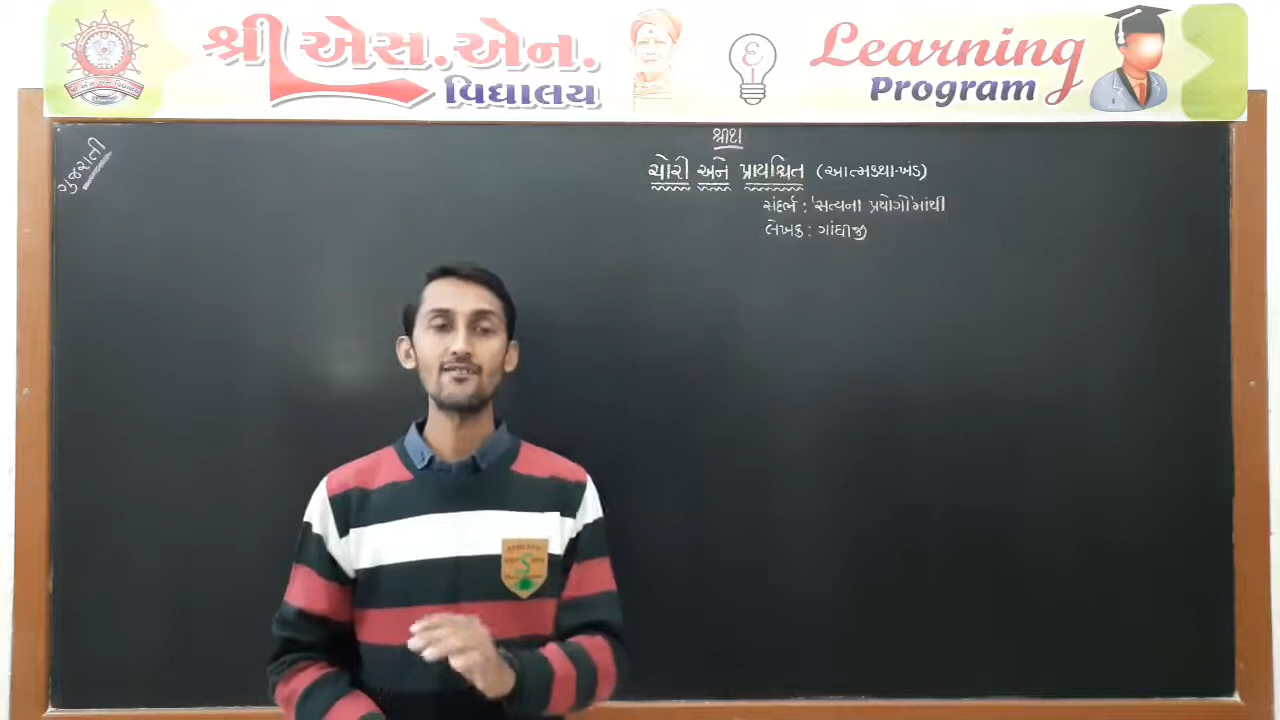 શ્રી એસ.એન.
વિદ્યાલય
Learning
Program
ગુજરાતી
ચોરી અને પ્રાયશ્ચિત (આત્મકથા-ખંડ)
સંદર્ભ : 'સત્યના પ્રયોગો'માંથી
લેખક : ગાંધીજી